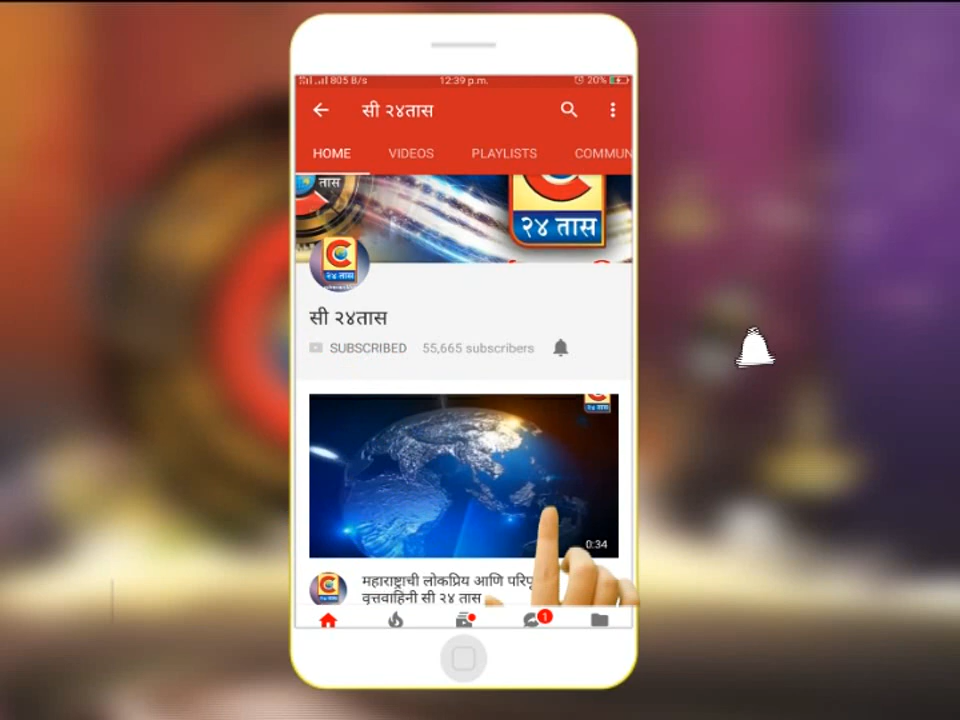 805 B/s 12:39 p.m. 20%
सी २४तास
HOME VIDEOS PLAYLISTS COMMUN
तास
C
२४ तास
C
२४ तास
सी २४तास
SUBSCRIBED 55,665 subscribers
C
२४ तास
0:34
महाराष्ट्राची लोकप्रिय आणि
वृत्तवाहिनी सी २४ तास
1